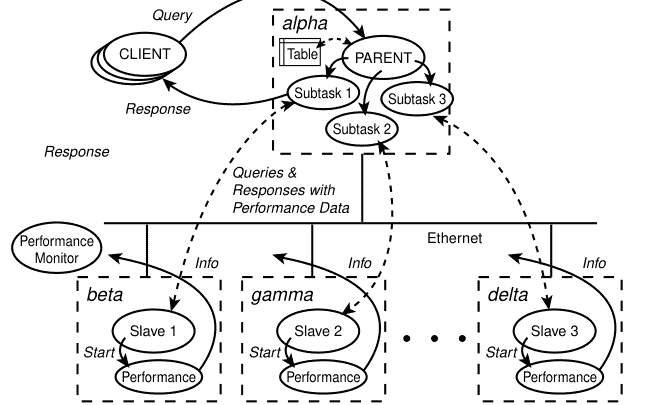 Query
alpha
CLIENT
Table
PARENT
Subtask 1
Subtask 3
Response
Subtask 2
Response
Queries &
Responses with
Performance Data
Ethernet
Performance
Monitor
Info
Info
Info
beta
gamma
delta
Slave 1
Slave 2
Slave 3
Start
Start
Start
Performance
Performance
Performance